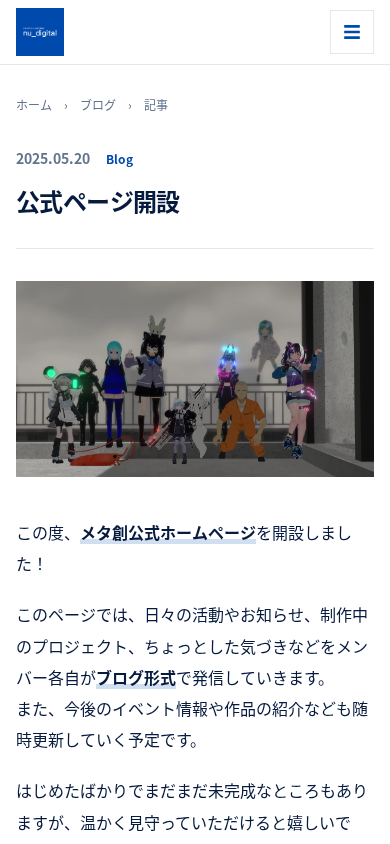 nu_digital
ホーム › ブログ › 記事
2025.05.20 Blog
公式ページ開設
この度、メタ創公式ホームページを開設しまし
た！
このページでは、日々の活動やお知らせ、制作中
のプロジェクト、ちょっとした気づきなどをメン
バー各自がブログ形式で発信していきます。
また、今後のイベント情報や作品の紹介なども随
時更新していく予定です。
はじめたばかりでまだまだ未完成なところもあり
ますが、温かく見守っていただけると嬉しいで